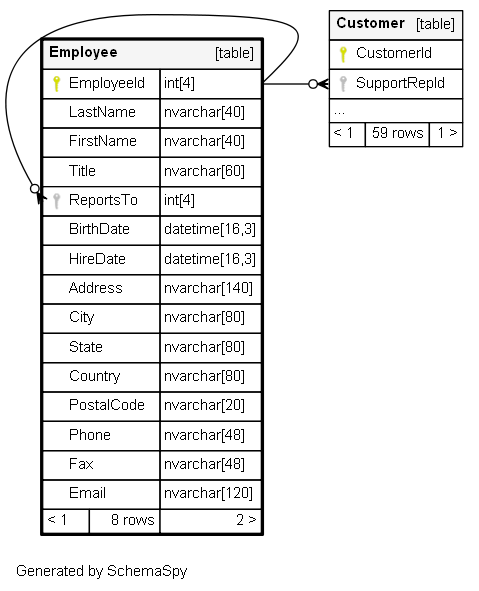 Employee [table]
EmployeeId int[4]
LastName nvarchar[40]
FirstName nvarchar[40]
Title nvarchar[60]
ReportsTo int[4]
BirthDate datetime[16,3]
HireDate datetime[16,3]
Address nvarchar[140]
City nvarchar[80]
State nvarchar[80]
Country nvarchar[80]
PostalCode nvarchar[20]
Phone nvarchar[48]
Fax nvarchar[48]
Email nvarchar[120]
< 1 8 rows 2 >
Customer [table]
CustomerId
SupportRepId
...
< 1 59 rows 1 >
Generated by SchemaSpy